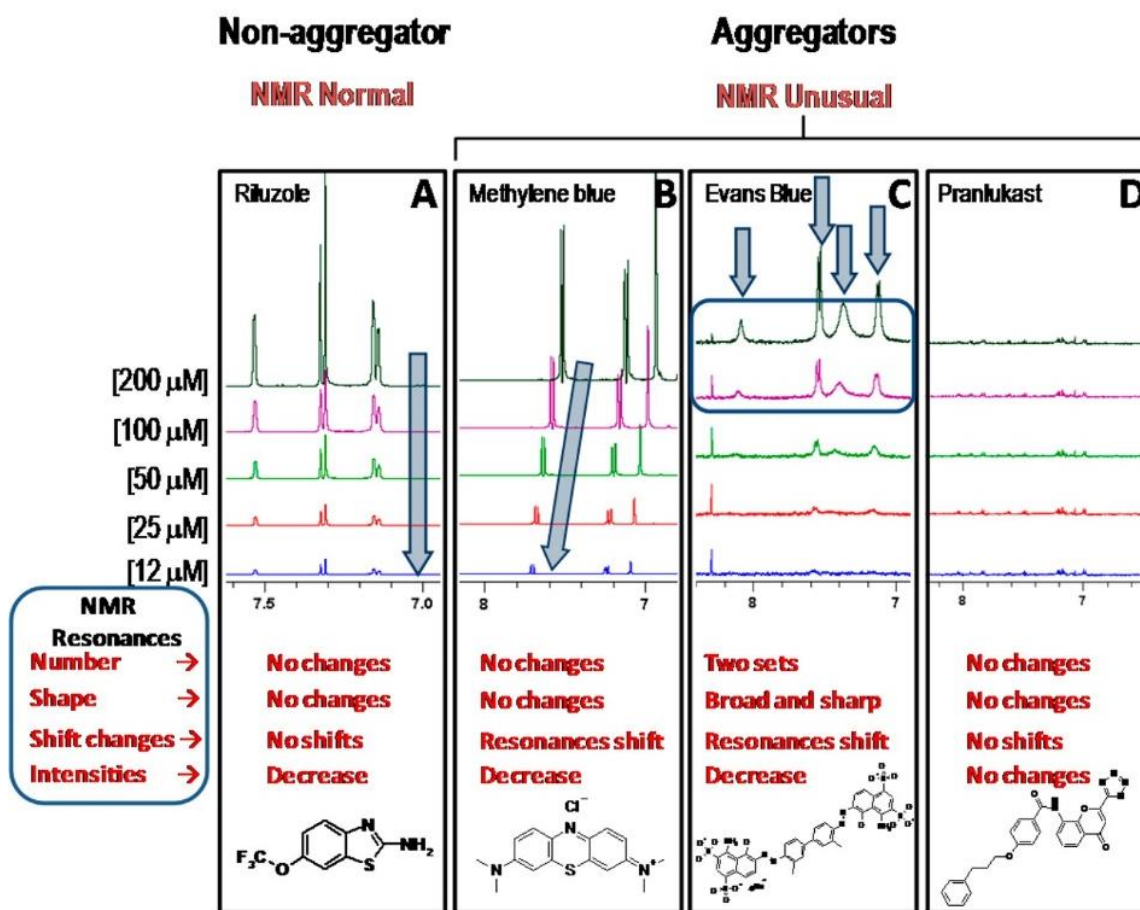 Non-aggregator Aggregators
NMR Normal NMR Unusual
Riluzole A Methylene blue B Evans Blue C Pranlukast D
[200 µM]
[100 µM]
[50 µM]
[25 µM]
[12 µM]
7.5 7.0 8 7 8 7 8 7
NMR
Resonances
Number → No changes No changes Two sets No changes
Shape → No changes No changes Broad and sharp No changes
Shift changes → No shifts Resonances shift Resonances shift No shifts
Intensities → Decrease Decrease Decrease No changes
Cl⁻
N N
F₃C O S NH₂ N S N⁺ O